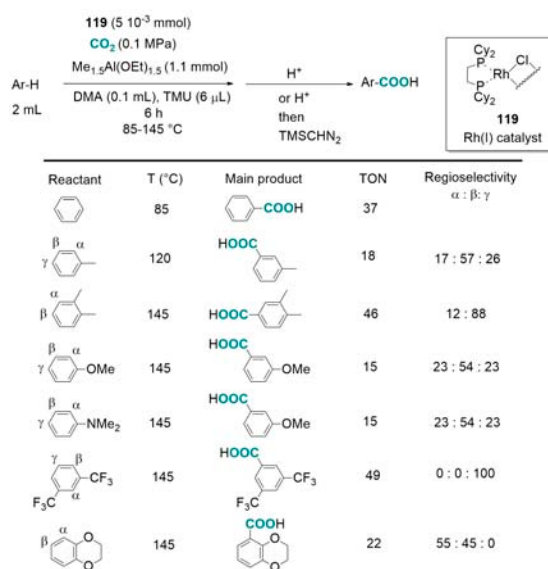 119 (5 10⁻³ mmol)
CO₂ (0.1 MPa)
Me₁.₅Al(OEt)₁.₅ (1.1 mmol)
Ar-H
2 mL
DMA (0.1 mL), TMU (6 μL)
6 h
85-145 °C
H⁺
or H⁺
then
TMSCHN₂
Ar-COOH
Cy₂
P
Rh
Cl
P
Cy₂
119
Rh(I) catalyst
Reactant T (°C) Main product TON Regioselectivity
α : β: γ
85 COOH 37
β α γ 120 HOOC 18 17 : 57 : 26
α β 145 HOOC 46 12 : 88
β α γ OMe 145 HOOC OMe 15 23 : 54 : 23
β α γ NMe₂ 145 HOOC OMe 15 23 : 54 : 23
γ β CF₃ F₃C α 145 HOOC CF₃ CF₃ 49 0 : 0 : 100
α β O O 145 COOH O O 22 55 : 45 : 0